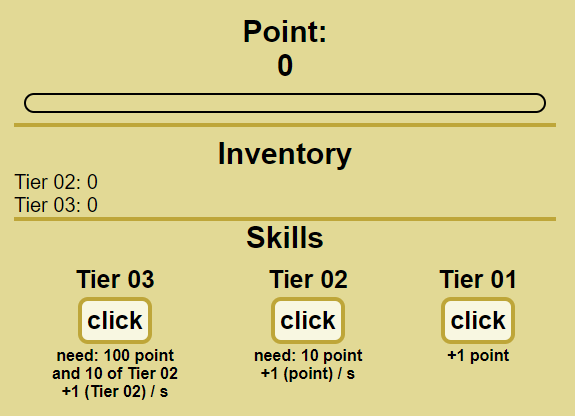 Point:
0
Inventory
Tier 02: 0
Tier 03: 0
Skills
Tier 03
click
need: 100 point
and 10 of Tier 02
+1 (Tier 02) / s
Tier 02
click
need: 10 point
+1 (point) / s
Tier 01
click
+1 point